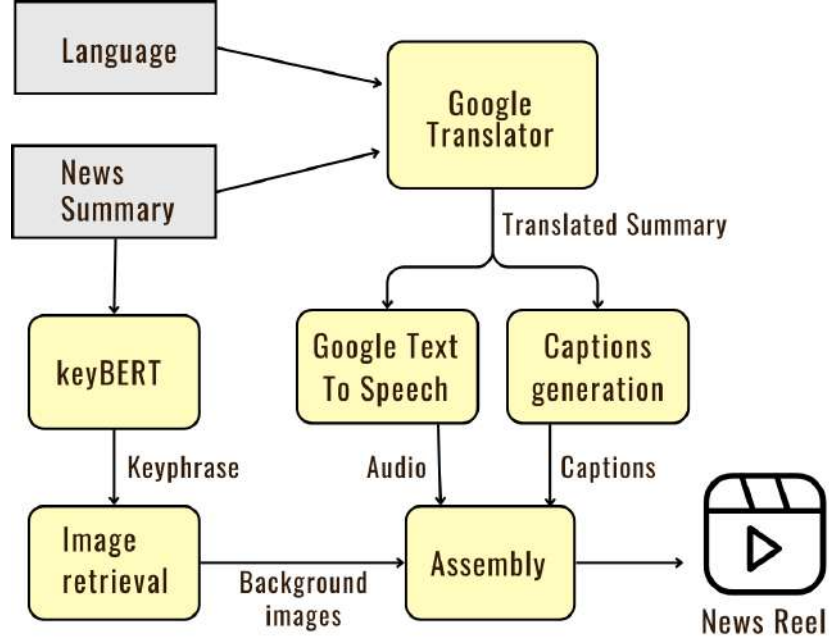 Language
Google
Translator
News
Summary
Translated Summary
keyBERT
Google Text
To Speech
Captions
generation
Keyphrase
Audio
Captions
Image
retrieval
Background
images
Assembly
News Reel